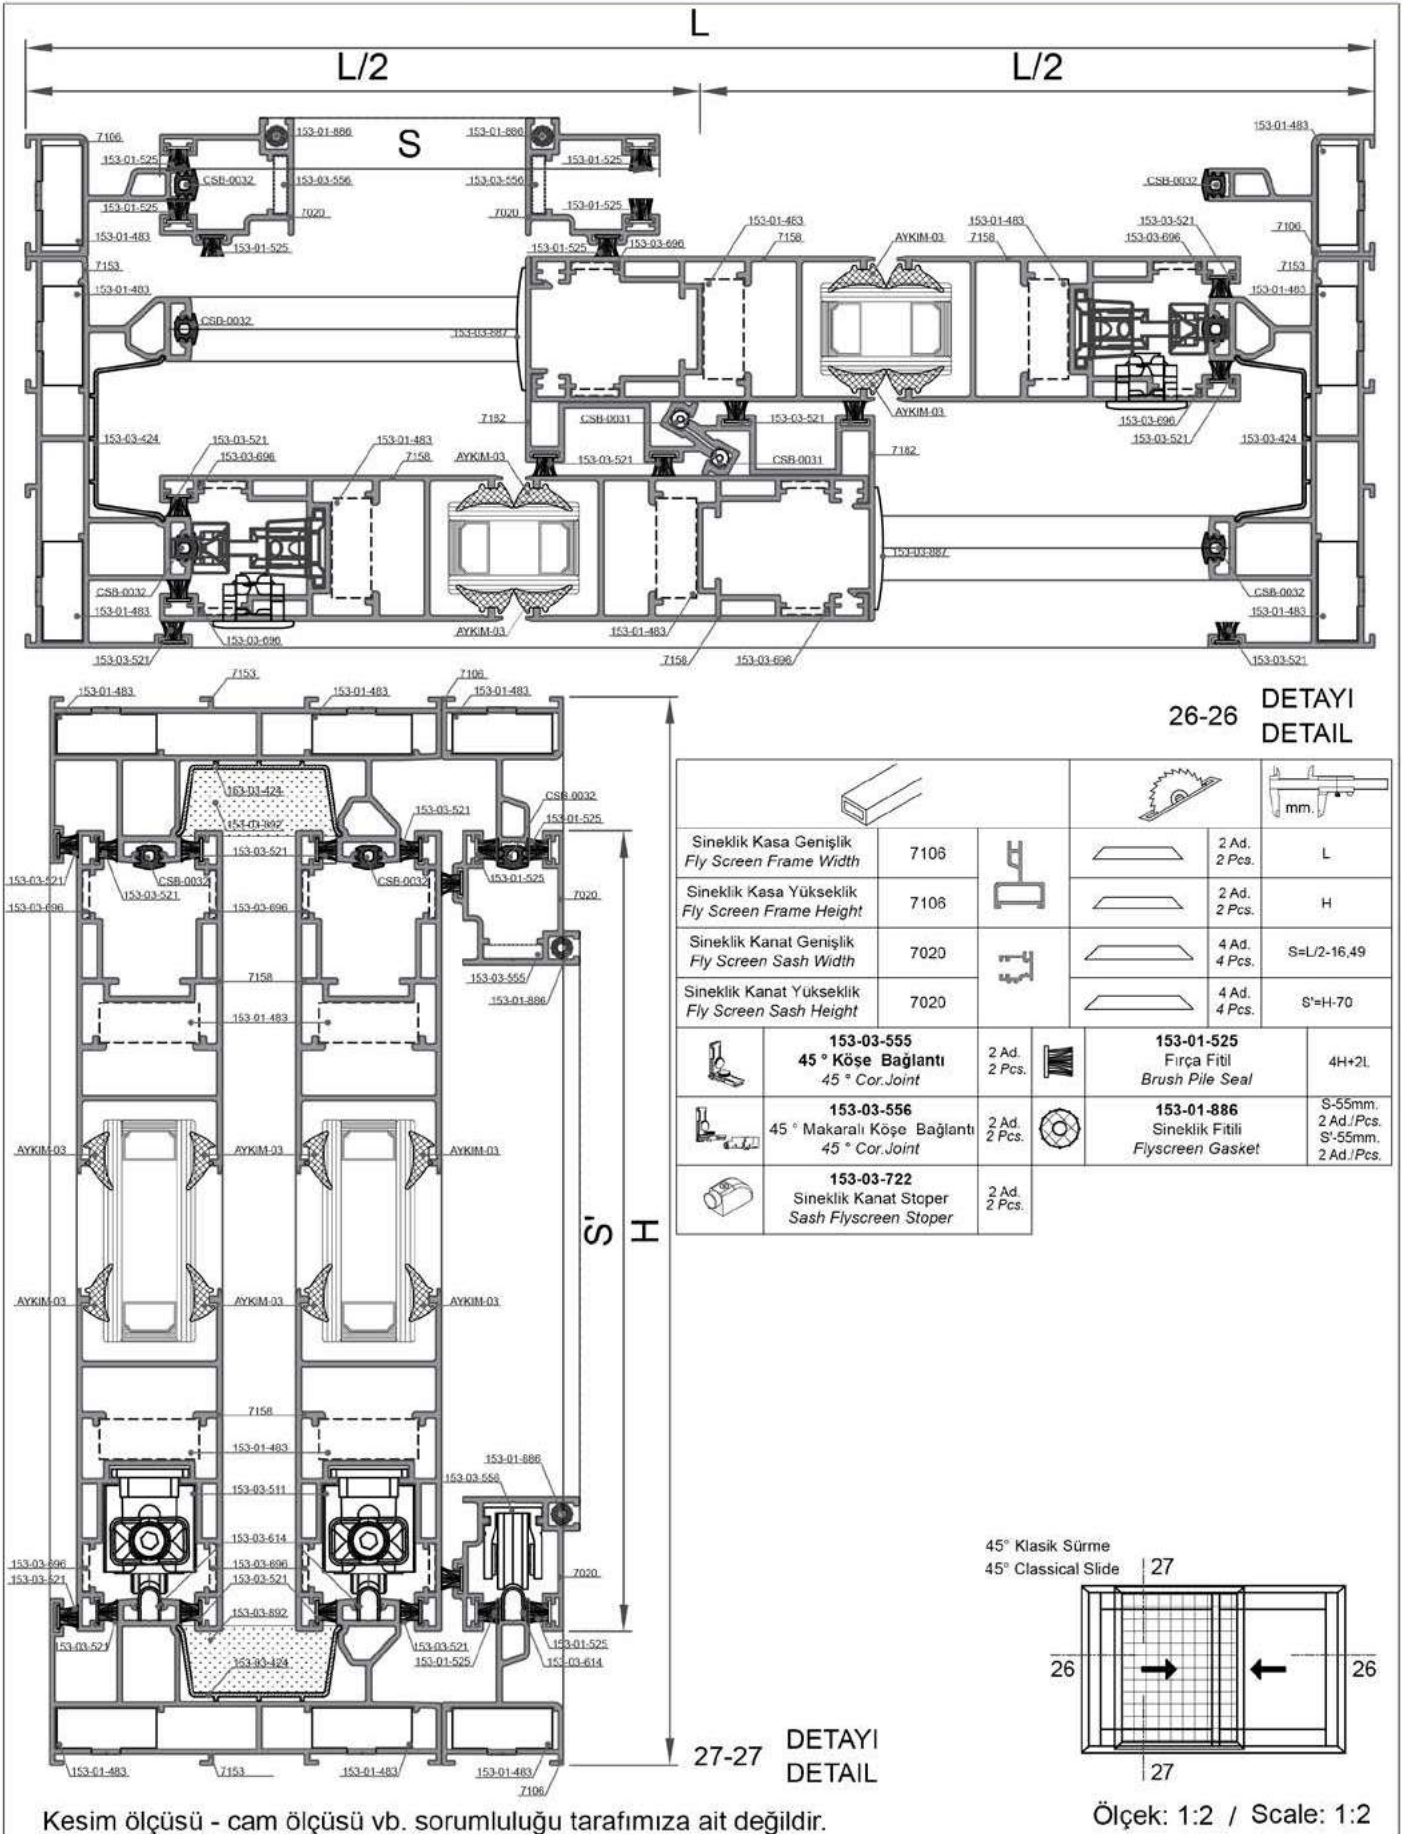 L
L/2 L/2
7106 153-01-886 S 153-01-886 153-01-483
153-01-525 153-01-525
CSB-0032 153-03-556 153-03-556 CSB-0032
153-01-525 7020 7020 153-01-525
153-01-483 153-01-525 153-01-525 153-03-696 153-01-483 7158 AYKIM-03 153-01-483 7158 153-03-521 153-03-696 7106
7153 7153
153-01-483 153-01-483
CSB-0032 153-03-887
7182 CSB-0031 153-03-521 AYKIM-03 153-03-696
153-03-424 153-03-521 153-01-483 AYKIM-03 153-03-521 CSB-0031 7182 153-03-521 153-03-424
153-03-696 7158
153-03-887
CSB-0032 CSB-0032
153-01-483 153-01-483
153-03-696 AYKIM-03 153-01-483
153-03-521 7158 153-03-696 153-03-521
26-26 DETAYI
DETAIL
153-01-483 7153 153-01-483 7106 153-01-483
153-03-424 CSB-0032
153-03-892 153-03-521 153-01-525
153-03-521
153-03-521 CSB-0032 CSB-0032 153-01-525
153-03-521
153-03-696 153-03-696 7020
7158 153-03-555
153-01-886
153-01-483
AYKIM-03 AYKIM-03 AYKIM-03
S' H
AYKIM-03 AYKIM-03 AYKIM-03
7158
153-01-483 153-01-886
153-03-556
153-03-511
153-03-614
153-03-696 153-03-696
153-03-521 153-03-521 7020
153-03-892
153-03-521 153-03-521 153-01-525
153-03-424 153-01-525 153-03-614
153-01-483 7153 153-01-483 153-01-483
7106
27-27 DETAYI
DETAIL
mm.
Sineklik Kasa Genişlik
Fly Screen Frame Width
7106 2 Ad.
2 Pcs.
L
Sineklik Kasa Yükseklik
Fly Screen Frame Height
7106 2 Ad.
2 Pcs.
H
Sineklik Kanat Genişlik
Fly Screen Sash Width
7020 4 Ad.
4 Pcs.
S=L/2-16,49
Sineklik Kanat Yükseklik
Fly Screen Sash Height
7020 4 Ad.
4 Pcs.
S'=H-70
153-03-555
45 ° Köşe Bağlantı
45 ° Cor.Joint
2 Ad.
2 Pcs.
153-01-525
Fırça Fitil
Brush Pile Seal
4H+2L
153-03-556
45 ° Makaralı Köşe Bağlantı
45 ° Cor.Joint
2 Ad.
2 Pcs.
153-01-886
Sineklik Fitili
Flyscreen Gasket
S-55mm.
2 Ad./Pcs.
S'-55mm.
2 Ad./Pcs.
153-03-722
Sineklik Kanat Stoper
Sash Flyscreen Stoper
2 Ad.
2 Pcs.
45° Klasik Sürme
45° Classical Slide
27
26 26
27
Kesim ölçüsü - cam ölçüsü vb. sorumluluğu tarafımıza ait değildir.
Ölçek: 1:2 / Scale: 1:2